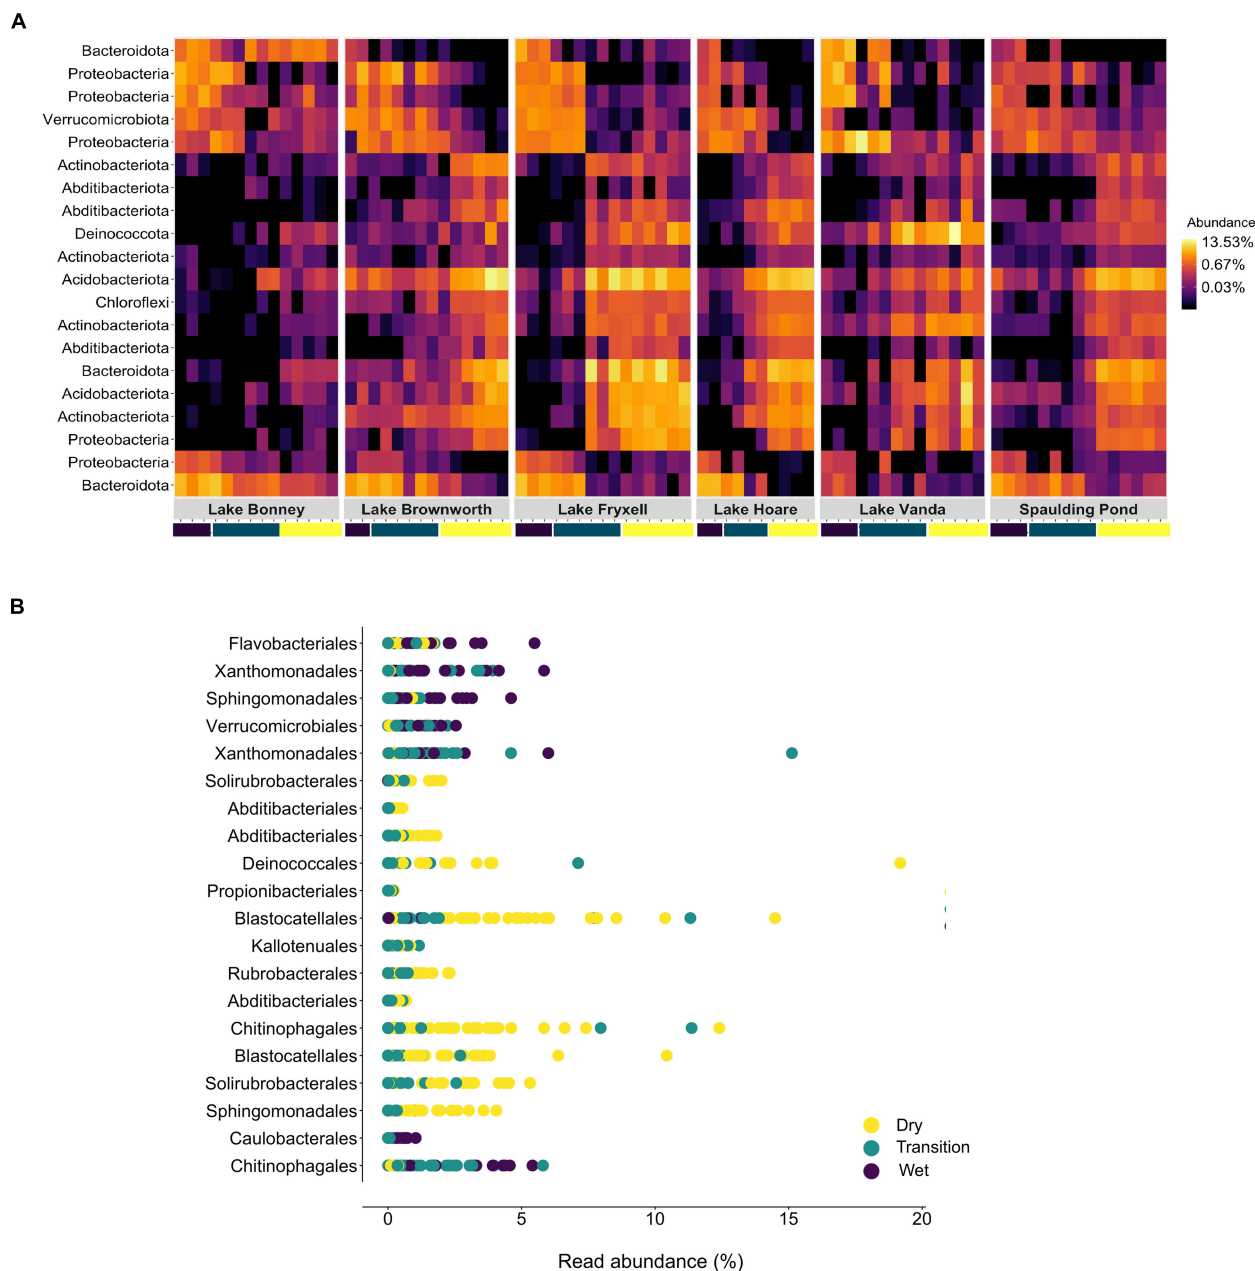 A
Bacteroidota
Proteobacteria
Proteobacteria
Verrucomicrobiota
Proteobacteria
Actinobacteriota
Abditibacteriota
Abditibacteriota
Deinococcota
Actinobacteriota
Acidobacteriota
Chloroflexi
Actinobacteriota
Abditibacteriota
Bacteroidota
Acidobacteriota
Actinobacteriota
Proteobacteria
Proteobacteria
Bacteroidota
Lake Bonney Lake Brownworth Lake Fryxell Lake Hoare Lake Vanda Spaulding Pond
Abundance
13.53%
0.67%
0.03%
B
Flavobacteriales
Xanthomonadales
Sphingomonadales
Verrucomicrobiales
Xanthomonadales
Solirubrobacterales
Abditibacteriales
Abditibacteriales
Deinococcales
Propionibacteriales
Blastocatellales
Kallotenuales
Rubrobacterales
Abditibacteriales
Chitinophagales
Blastocatellales
Solirubrobacterales
Sphingomonadales
Caulobacterales
Chitinophagales
Dry
Transition
Wet
0 5 10 15 20
Read abundance (%)